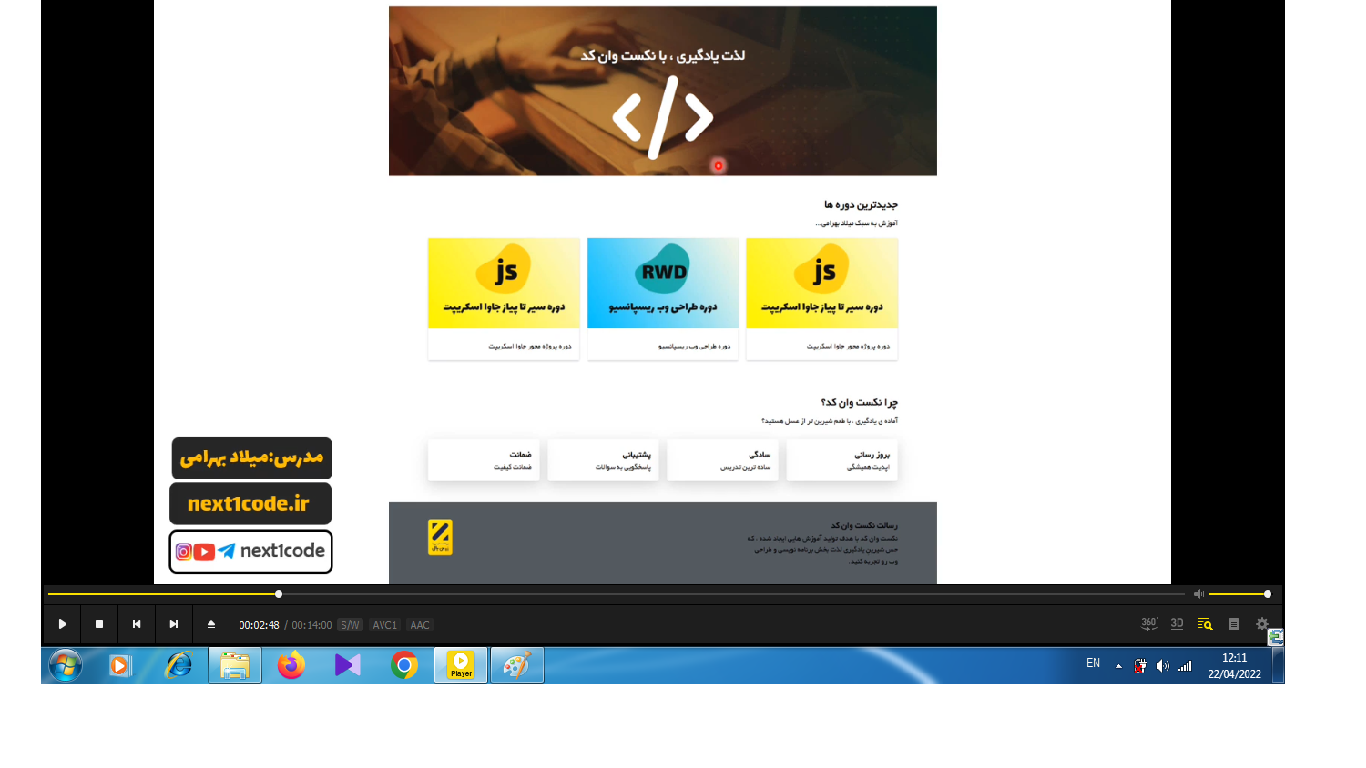 لذت یادگیری ، با نکست وان کد
جدیدترین دوره ها
آموزش به سبک میلاد بهرامی...
js
دوره سیر تا پیاز جاوا اسکریپت
دوره پروژه محور جاوا اسکریپت
RWD
دوره طراحی وب ریسپانسیو
دوره طراحی وب ریسپانسیو
js
دوره سیر تا پیاز جاوا اسکریپت
دوره پروژه محور جاوا اسکریپت
چرا نکست وان کد؟
آماده ی یادگیری ، با طعم شیرین تر از عسل هستید؟
بروز رسانی
آپدیت همیشگی
سادگی
ساده ترین تدریس
پشتیبانی
پاسخگویی به سوالات
ضمانت
ضمانت کیفیت
رسالت نکست وان کد
نکست وان کد با هدف تولید آموزش هایی ایجاد شده ، که
حس شیرین یادگیری لذت بخش برنامه نویسی و طراحی
وب رو تجربه کنید.
مدرس:میلاد بهرامی
next1code.ir
next1code
00:02:48 / 00:14:00 S/W AVC1 AAC
360° 3D
Player
EN
12:11
22/04/2022